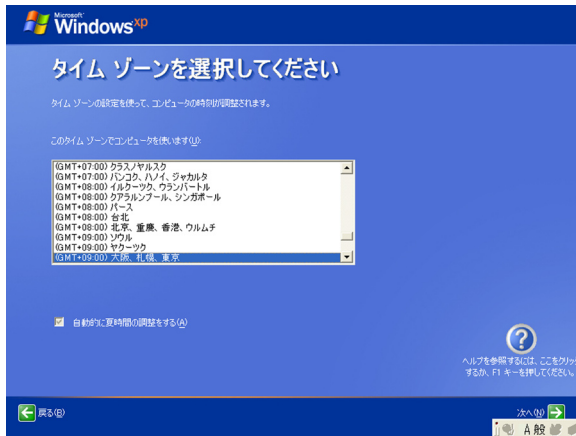 Microsoft
Windows xp
タイム ゾーンを選択してください
タイム ゾーンの設定を使って、コンピュータの時刻が調整されます。
このタイム ゾーンでコンピュータを使います(U):
(GMT+07:00) クラスノヤルスク
(GMT+07:00) バンコク、ハノイ、ジャカルタ
(GMT+08:00) イルクーツク、ウランバートル
(GMT+08:00) クアラルンプール、シンガポール
(GMT+08:00) パース
(GMT+08:00) 台北
(GMT+08:00) 北京、重慶、香港、ウルムチ
(GMT+09:00) ソウル
(GMT+09:00) ヤクーツク
(GMT+09:00) 大阪、札幌、東京
自動的に夏時間の調整をする(A)
?
ヘルプを参照するには、ここをクリッ
するか、F1 キーを押してください。
戻る(B)
次へ(N)
A 般